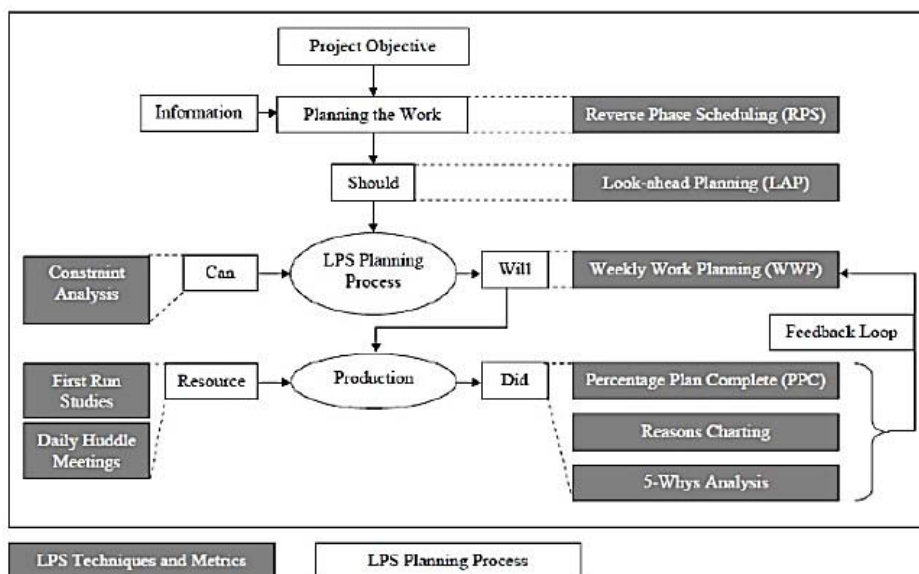 Project Objective
Information
Planning the Work
Reverse Phase Scheduling (RPS)
Should
Look-ahead Planning (LAP)
Constraint
Analysis
Can
LPS Planning
Process
Will
Weekly Work Planning (WWP)
Feedback Loop
First Run
Studies
Resource
Production
Did
Percentage Plan Complete (PPC)
Daily Huddle
Meetings
Reasons Charting
5-Whys Analysis
LPS Techniques and Metrics
LPS Planning Process